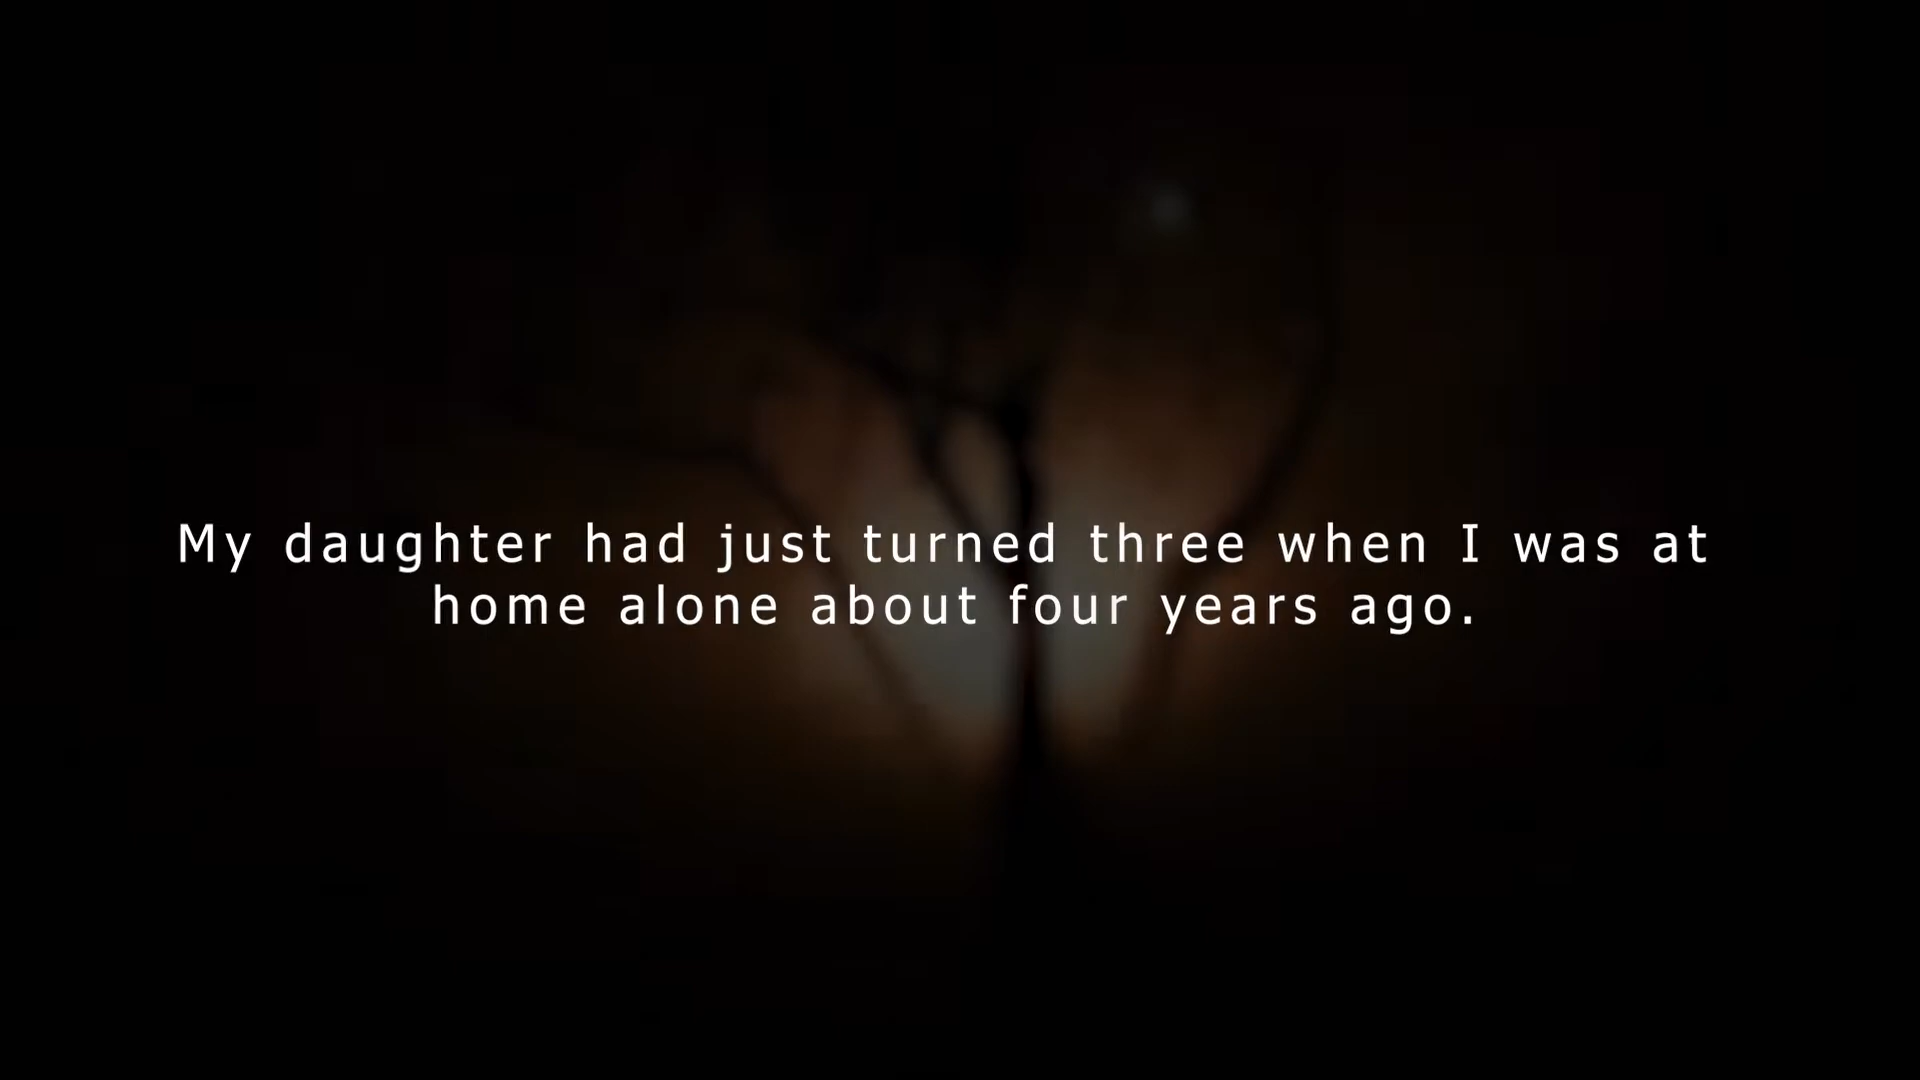 My daughter had just turned three when I was at
home alone about four years ago.